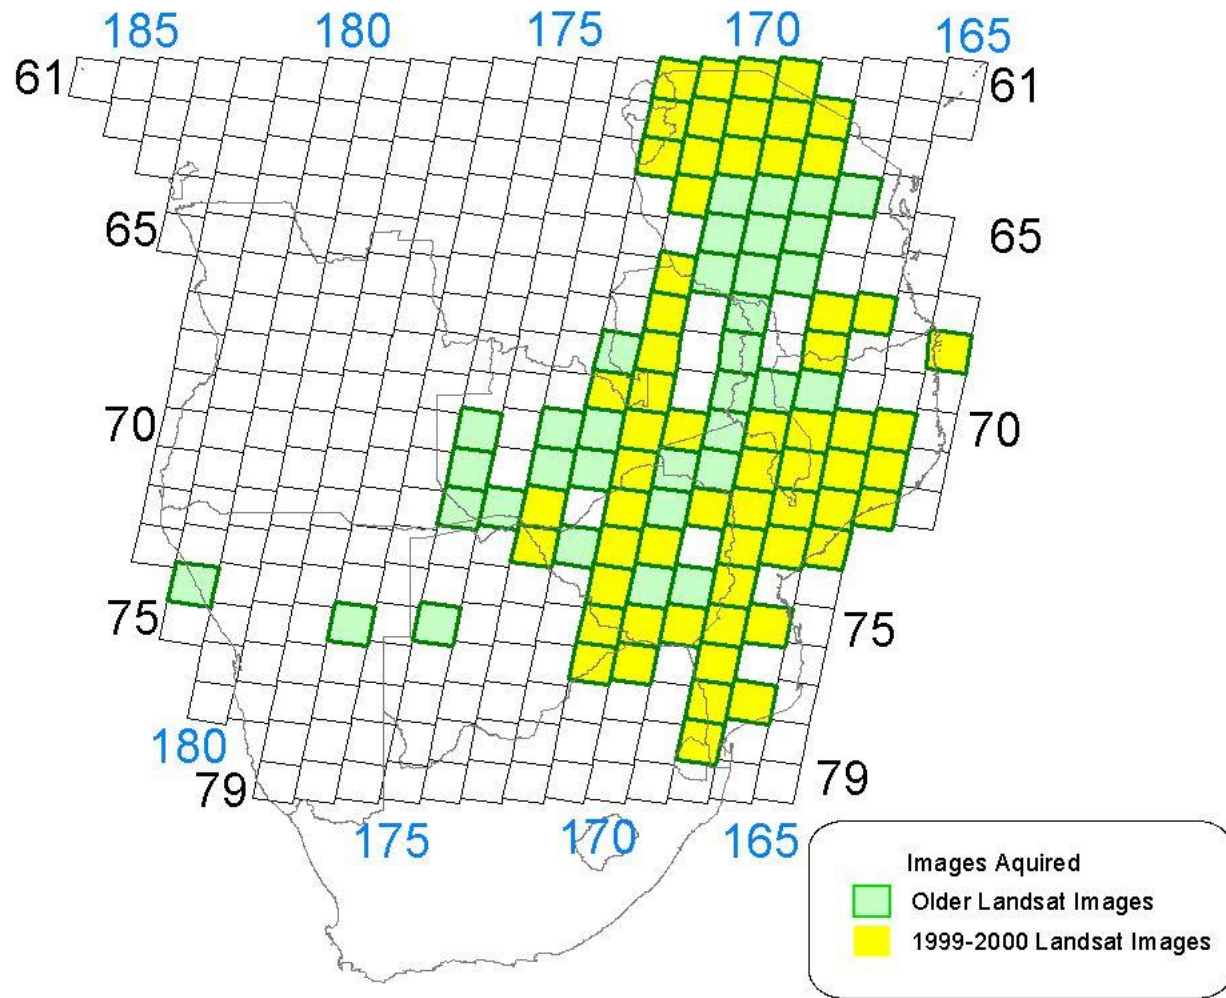 185 180 175 170 165
61 61
65 65
70 70
75 75
180
79 79
175 170 165
Images Aquired
Older Landsat Images
1999-2000 Landsat Images